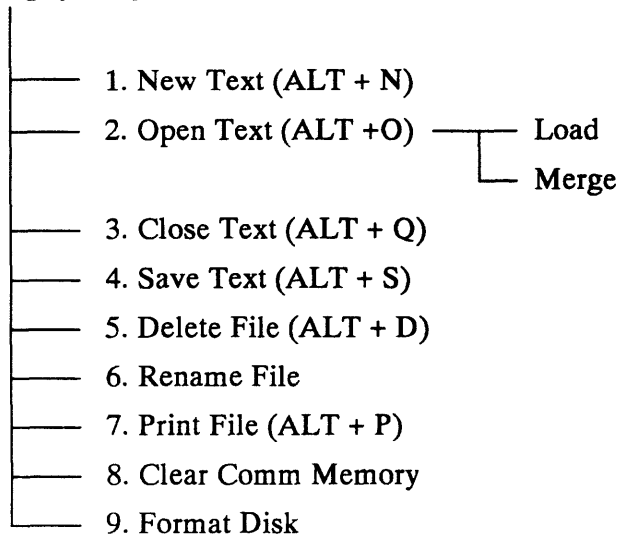 1. New Text (ALT + N)
2. Open Text (ALT +O) Load
Merge
3. Close Text (ALT + Q)
4. Save Text (ALT + S)
5. Delete File (ALT + D)
6. Rename File
7. Print File (ALT + P)
8. Clear Comm Memory
9. Format Disk